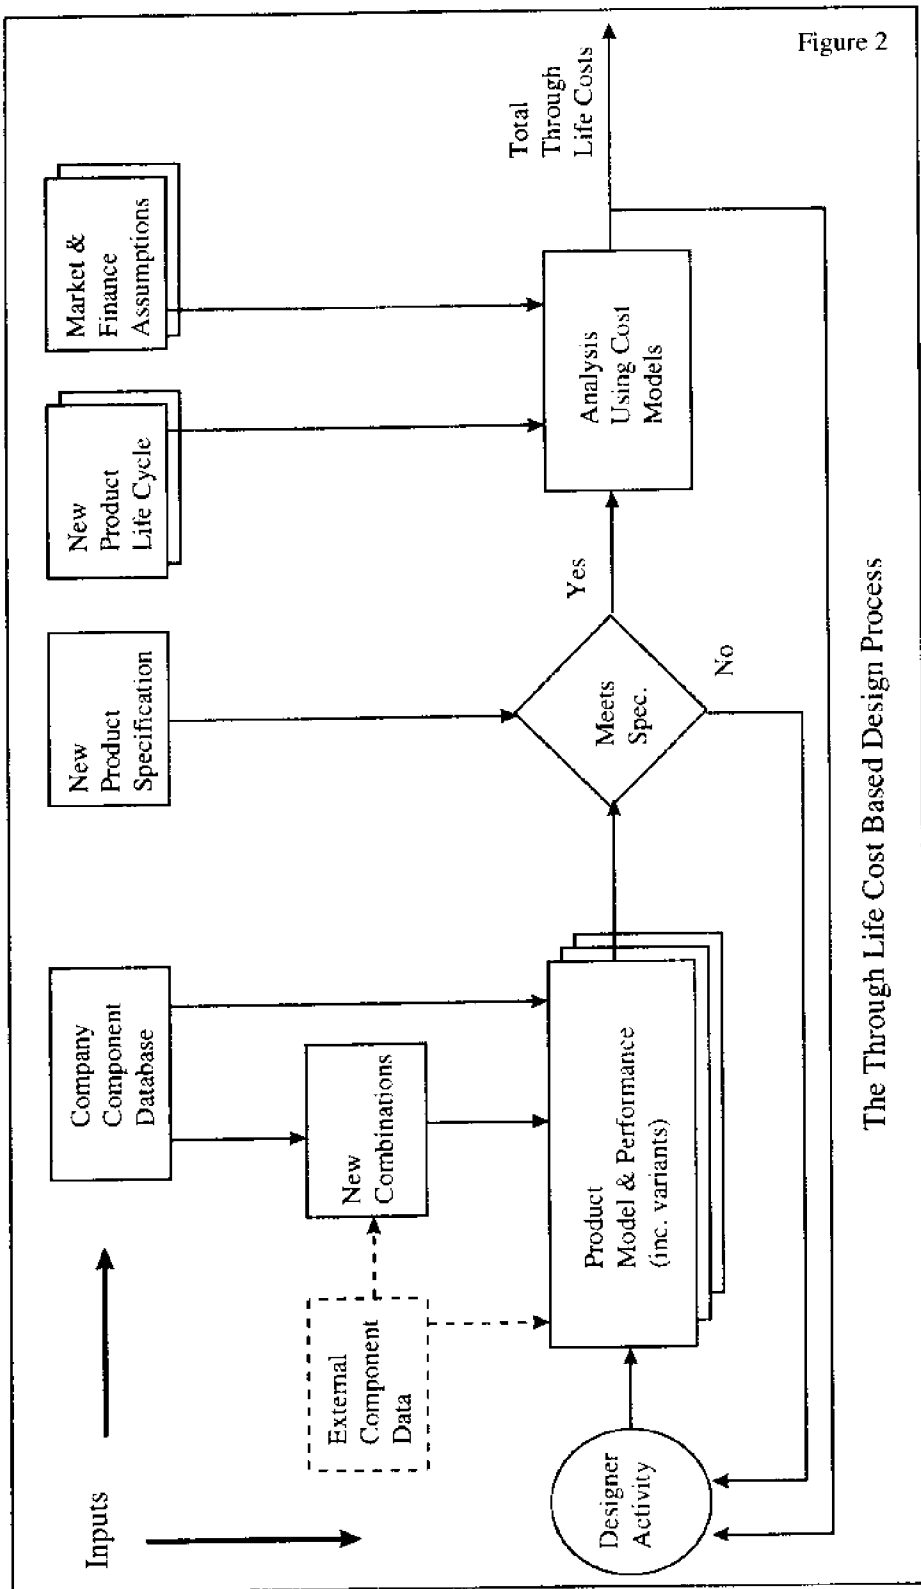 Figure 2
Inputs
Company
Component
Database
New
Product
Specification
New
Product
Life Cycle
Market &
Finance
Assumptions
External
Component
Data
New
Combinations
Total
Through
Life Costs
Designer
Activity
Product
Model & Performance
(inc. variants)
Meets
Spec.
Yes
No
Analysis
Using Cost
Models
The Through Life Cost Based Design Process